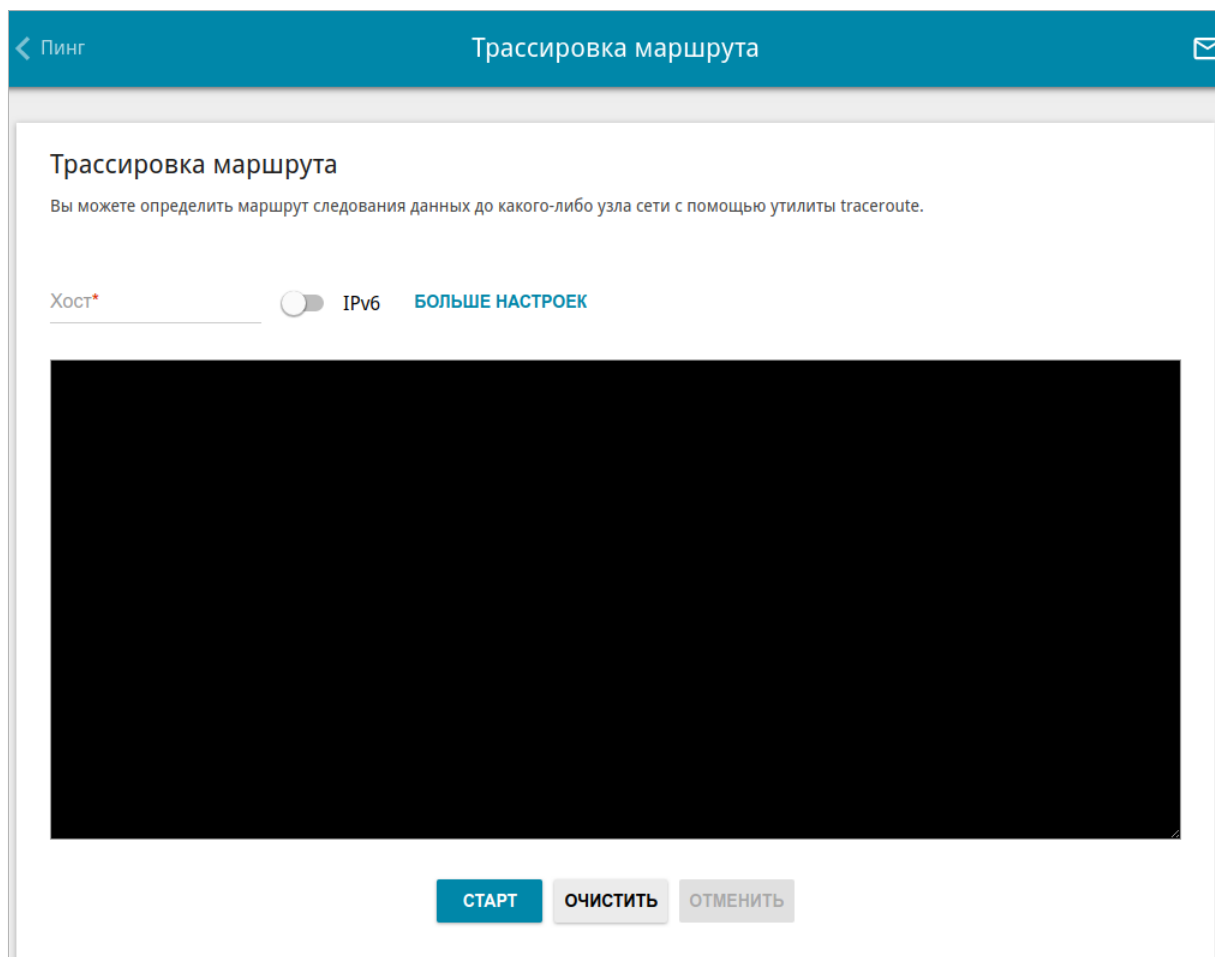 Пинг
Трассировка маршрута
Трассировка маршрута
Вы можете определить маршрут следования данных до какого-либо узла сети с помощью утилиты traceroute.
Хост* IPv6 БОЛЬШЕ НАСТРОЕК
СТАРТ ОЧИСТИТЬ ОТМЕНИТЬ